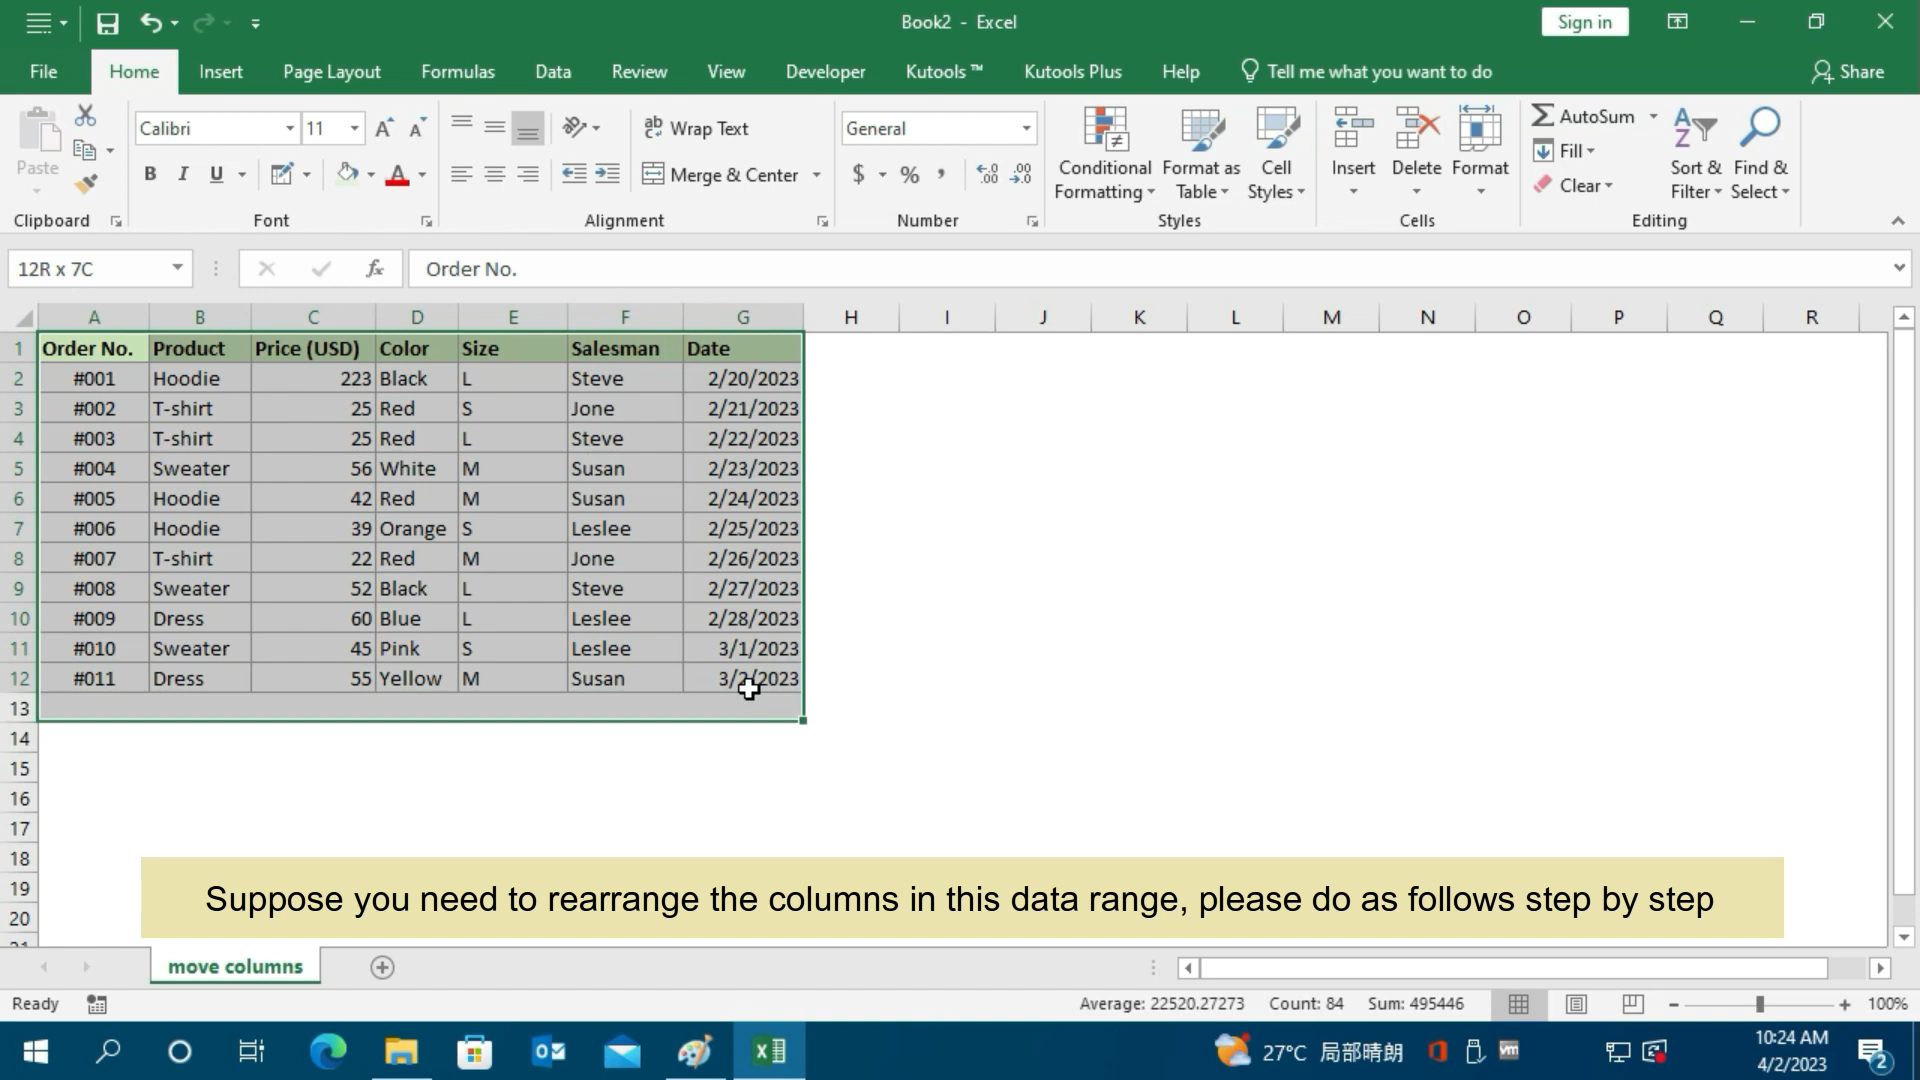 Book2 - Excel
Sign in
File Home Insert Page Layout Formulas Data Review View Developer Kutools ™ Kutools Plus Help Tell me what you want to do Share
Paste
Calibri 11
B I U
ab Wrap Text
Merge & Center
General
$ % ,
Conditional Formatting
Format as Table
Cell Styles
Insert Delete Format
AutoSum
Fill
Clear
Sort & Filter
Find & Select
Clipboard Font Alignment Number Styles Cells Editing
12R x 7C fx Order No.
A B C D E F G H I J K L M N O P Q R
1 Order No. Product Price (USD) Color Size Salesman Date
2 #001 Hoodie 223 Black L Steve 2/20/2023
3 #002 T-shirt 25 Red S Jone 2/21/2023
4 #003 T-shirt 25 Red L Steve 2/22/2023
5 #004 Sweater 56 White M Susan 2/23/2023
6 #005 Hoodie 42 Red M Susan 2/24/2023
7 #006 Hoodie 39 Orange S Leslee 2/25/2023
8 #007 T-shirt 22 Red M Jone 2/26/2023
9 #008 Sweater 52 Black L Steve 2/27/2023
10 #009 Dress 60 Blue L Leslee 2/28/2023
11 #010 Sweater 45 Pink S Leslee 3/1/2023
12 #011 Dress 55 Yellow M Susan 3/2/2023
13
14
15
16
17
18
19
20
Suppose you need to rearrange the columns in this data range, please do as follows step by step
move columns
Ready Average: 22520.27273 Count: 84 Sum: 495446 100%
27°C 局部晴朗
10:24 AM
4/2/2023
2